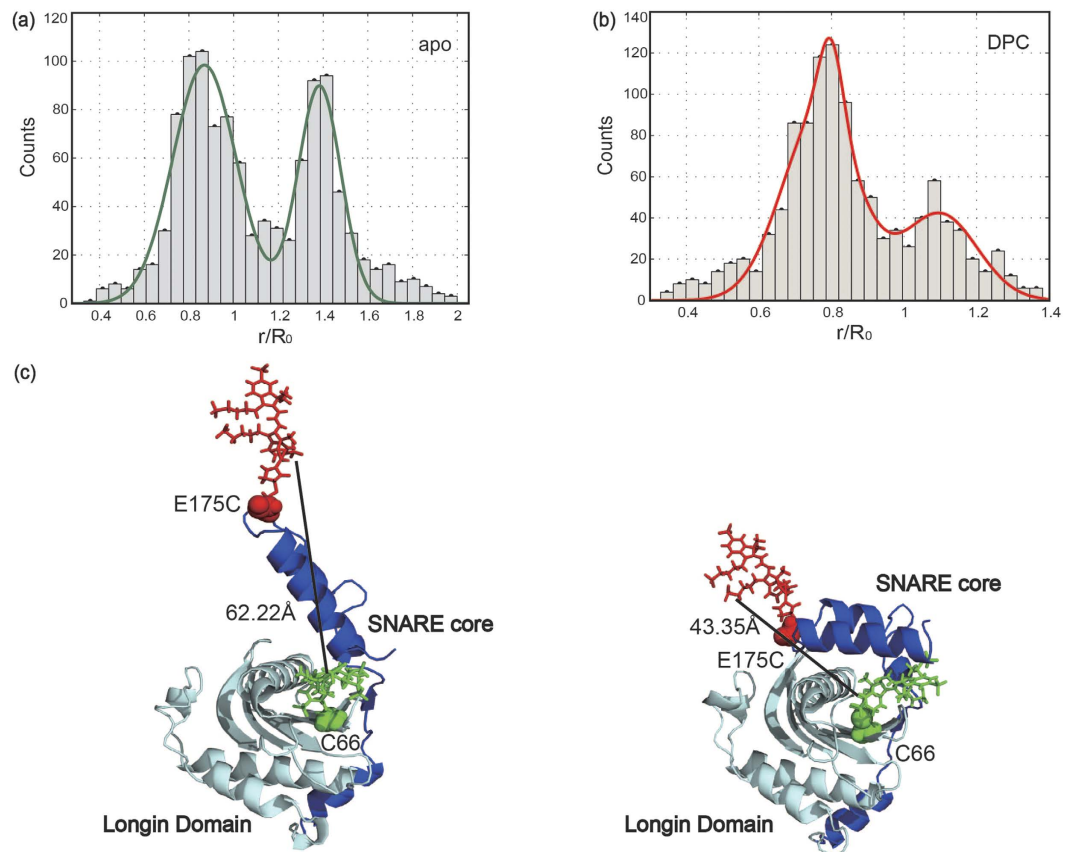 (a)
apo
Counts
120
100
80
60
40
20
0
0.4 0.6 0.8 1 1.2 1.4 1.6 1.8 2
r/R₀
(b)
DPC
Counts
140
120
100
80
60
40
20
0
0.4 0.6 0.8 1 1.2 1.4
r/R₀
(c)
E175C
62.22Å
SNARE core
C66
Longin Domain
SNARE core
43.35Å
E175C
C66
Longin Domain